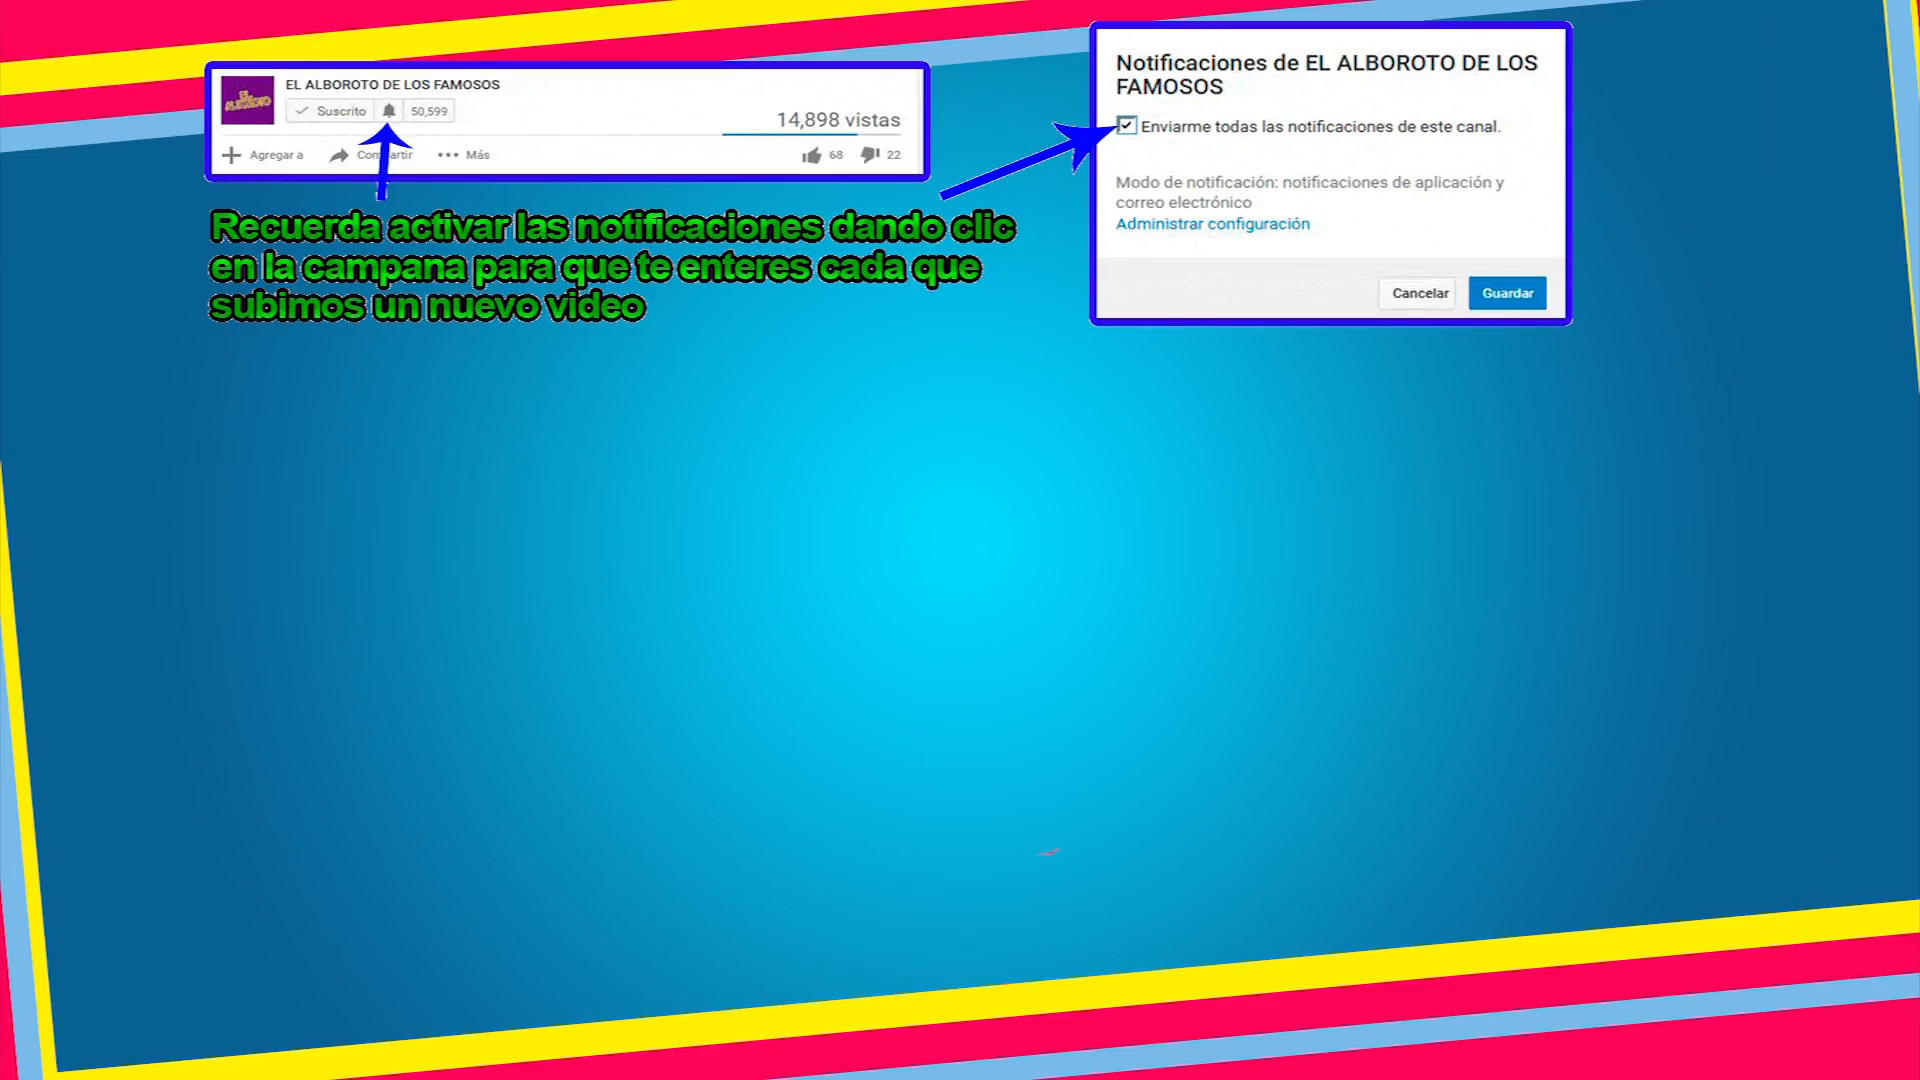 EL ALBOROTO DE LOS FAMOSOS
EL ALBOROTO
Suscrito 50,599
14,898 vistas
Agregar a Compartir Más 68 22
Recuerda activar las notificaciones dando clic
en la campana para que te enteres cada que
subimos un nuevo video
Notificaciones de EL ALBOROTO DE LOS
FAMOSOS
Enviarme todas las notificaciones de este canal.
Modo de notificación: notificaciones de aplicación y
correo electrónico
Administrar configuración
Cancelar Guardar